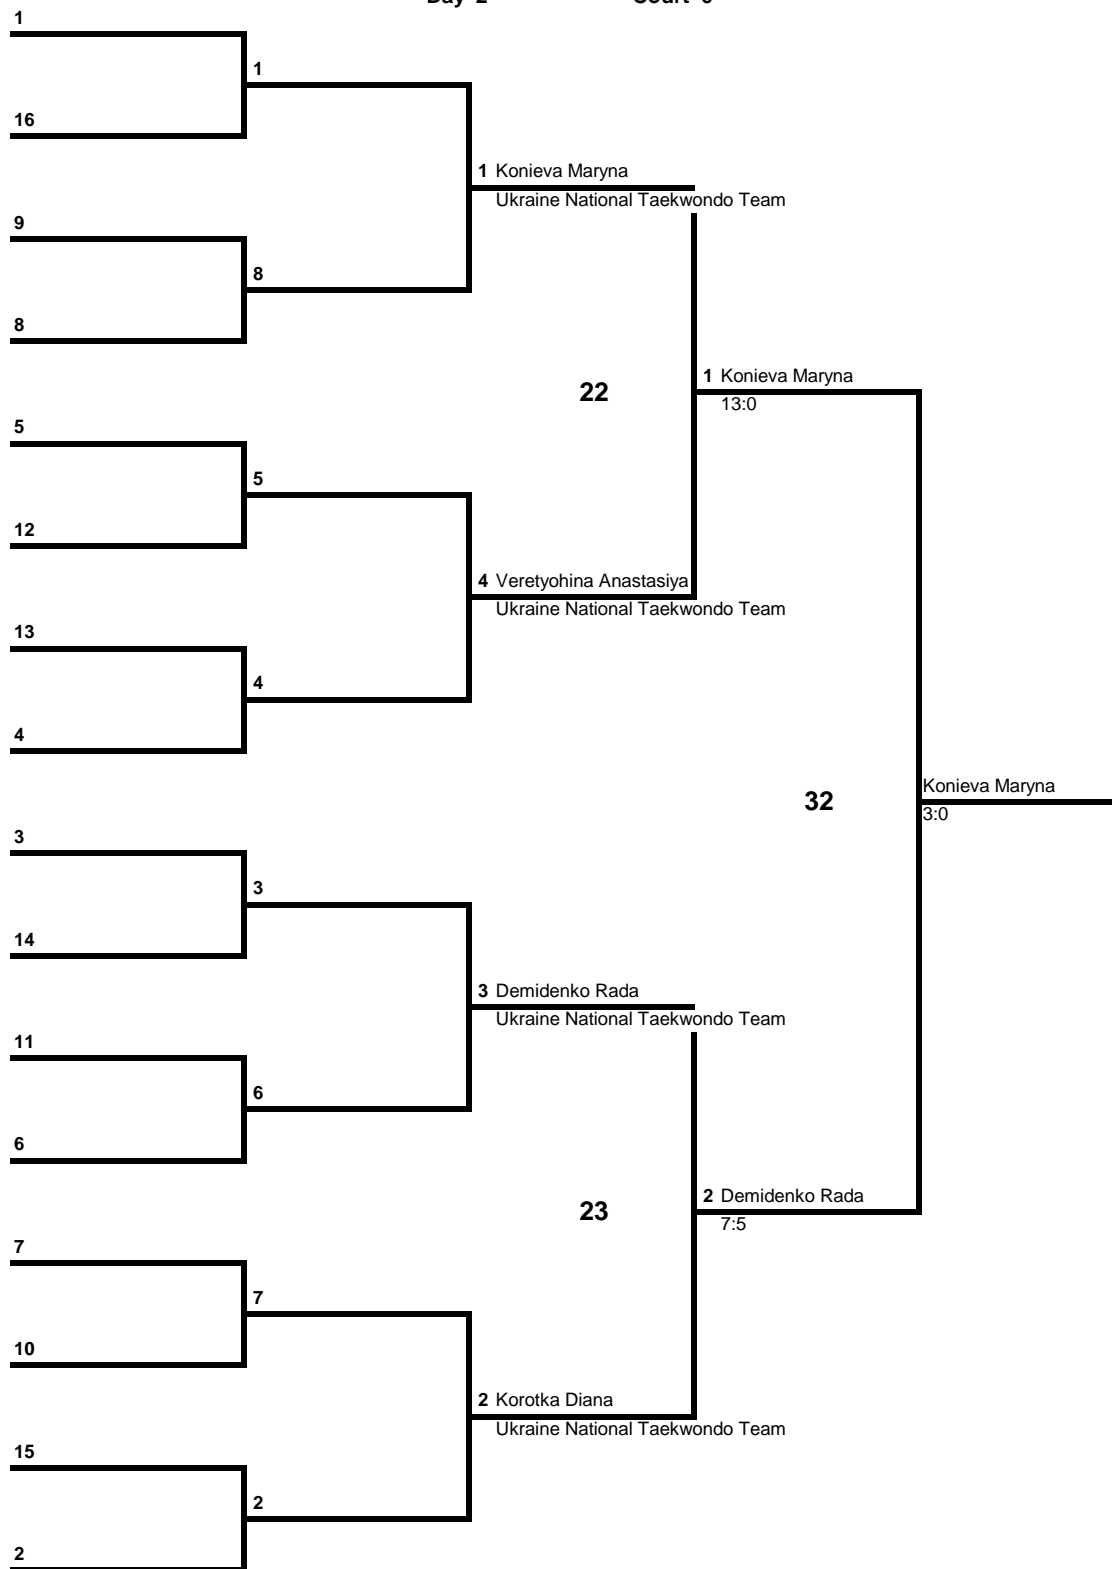 Day 2 Court
1
1
16
1 Konieva Maryna
Ukraine National Taekwondo Team
9
8
8
1 Konieva Maryna
22
13:0
5
5
12
4 Veretyohina Anastasiya
Ukraine National Taekwondo Team
13
4
4
Konieva Maryna
32
3:0
3
3
14
3 Demidenko Rada
Ukraine National Taekwondo Team
11
6
6
2 Demidenko Rada
23
7:5
7
7
10
2 Korotka Diana
Ukraine National Taekwondo Team
15
2
2